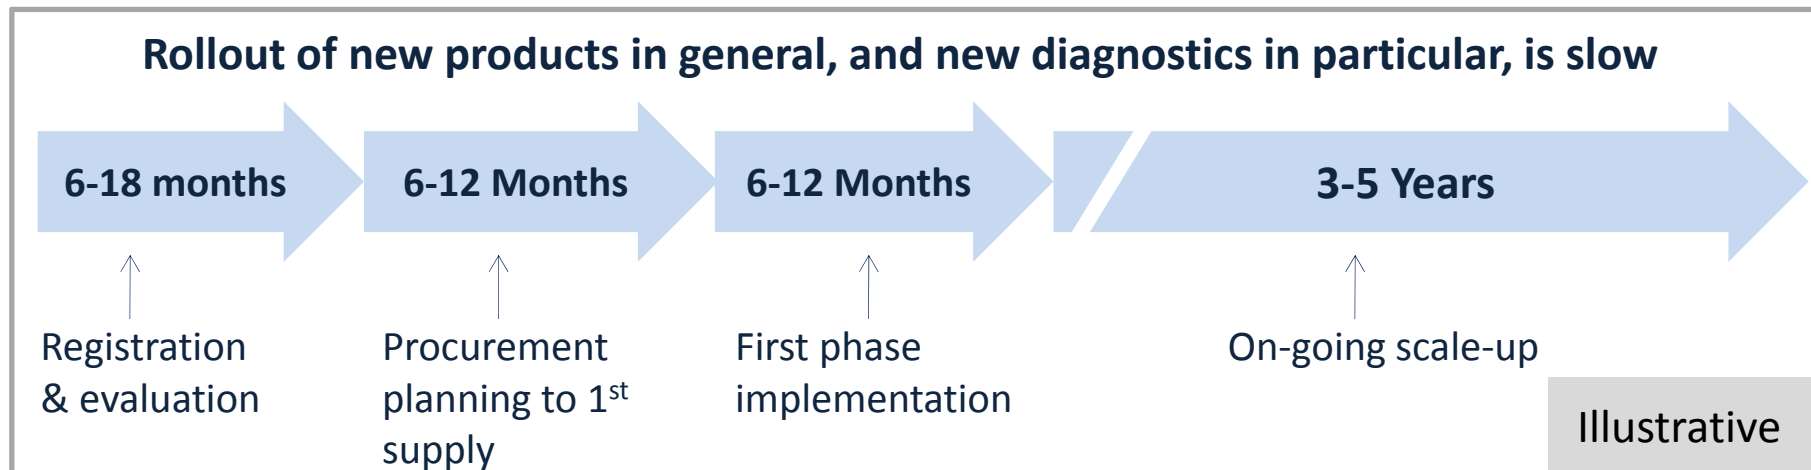 Rollout of new products in general, and new diagnostics in particular, is slow
6-18 months
6-12 Months
6-12 Months
3-5 Years
Registration
& evaluation
Procurement
planning to 1st
supply
First phase
implementation
On-going scale-up
Illustrative